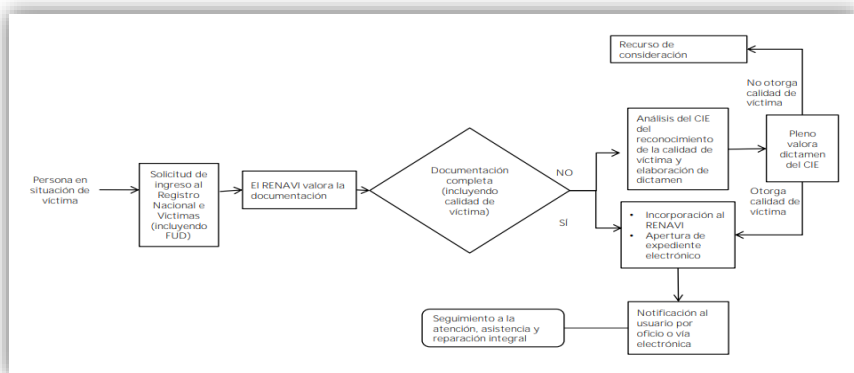 Persona en
situación de
víctima
Solicitud de
ingreso al
Registro
Nacional e
Víctimas
(incluyendo
FUD)
El RENAVI valora la
documentación
Documentación
completa
(incluyendo
calidad de
víctima)
NO
SÍ
Análisis del CIE
del
reconocimiento
de la calidad de
víctima y
elaboración de
dictamen
Pleno
valora
dictamen
del CIE
No otorga
calidad de
víctima
Recurso de
consideración
Otorga
calidad de
víctima
• Incorporación al
RENAVI
• Apertura de
expediente
electrónico
Notificación al
usuario por
oficio o vía
electrónica
Seguimiento a la
atención, asistencia y
reparación integral